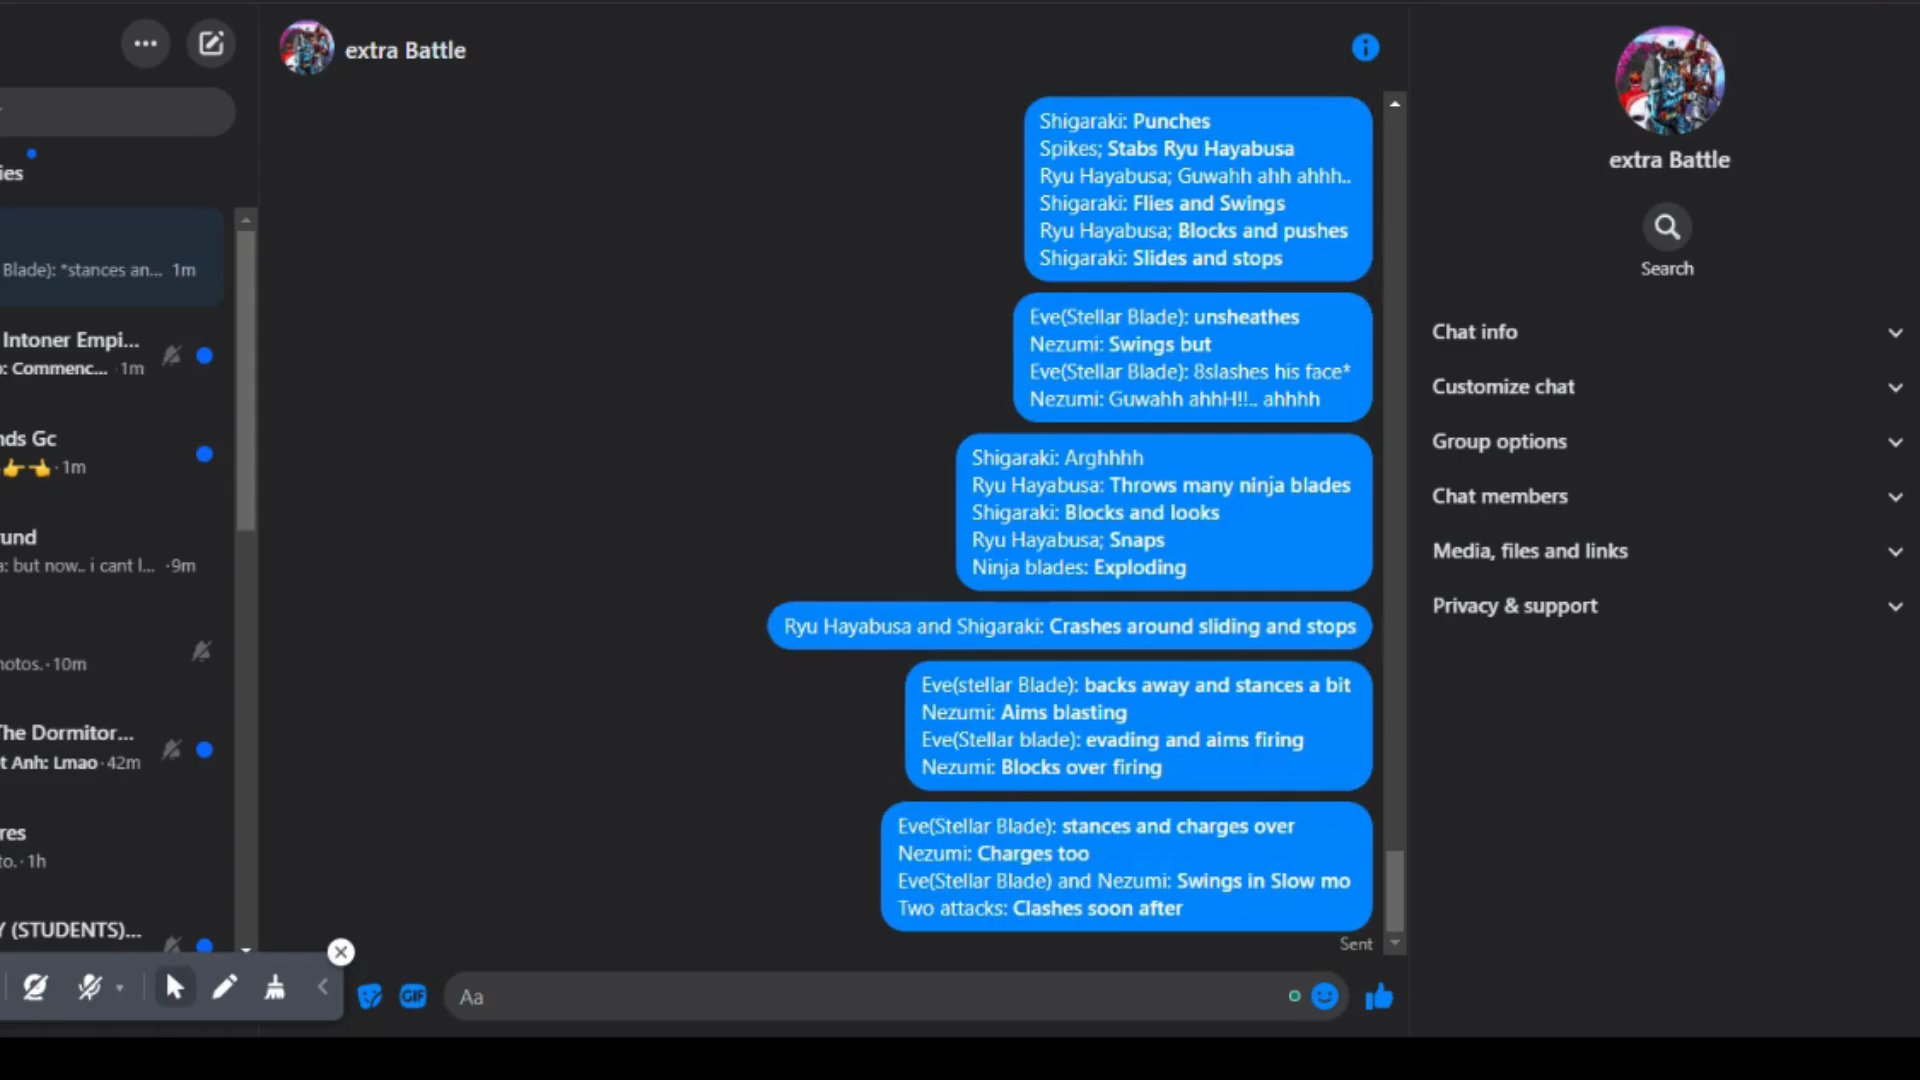 ies
Blade): *stances an... 1m
Intoner Empi...
: Commenc... · 1m
nds Gc
👉👈 · 1m
und
a: but now.. i cant l... · 9m
hotos. · 10m
The Dormitor...
t Anh: Lmao · 42m
res
to. · 1h
Y (STUDENTS)...
extra Battle
Shigaraki: Punches
Spikes; Stabs Ryu Hayabusa
Ryu Hayabusa; Guwahh ahh ahhh..
Shigaraki: Flies and Swings
Ryu Hayabusa; Blocks and pushes
Shigaraki: Slides and stops
Eve(Stellar Blade): unsheathes
Nezumi: Swings but
Eve(Stellar Blade): 8slashes his face*
Nezumi: Guwahh ahhH!!.. ahhhh
Shigaraki: Arghhhh
Ryu Hayabusa: Throws many ninja blades
Shigaraki: Blocks and looks
Ryu Hayabusa; Snaps
Ninja blades: Exploding
Ryu Hayabusa and Shigaraki: Crashes around sliding and stops
Eve(stellar Blade): backs away and stances a bit
Nezumi: Aims blasting
Eve(Stellar blade): evading and aims firing
Nezumi: Blocks over firing
Eve(Stellar Blade): stances and charges over
Nezumi: Charges too
Eve(Stellar Blade) and Nezumi: Swings in Slow mo
Two attacks: Clashes soon after
Sent
GIF
Aa
extra Battle
Search
Chat info
Customize chat
Group options
Chat members
Media, files and links
Privacy & support